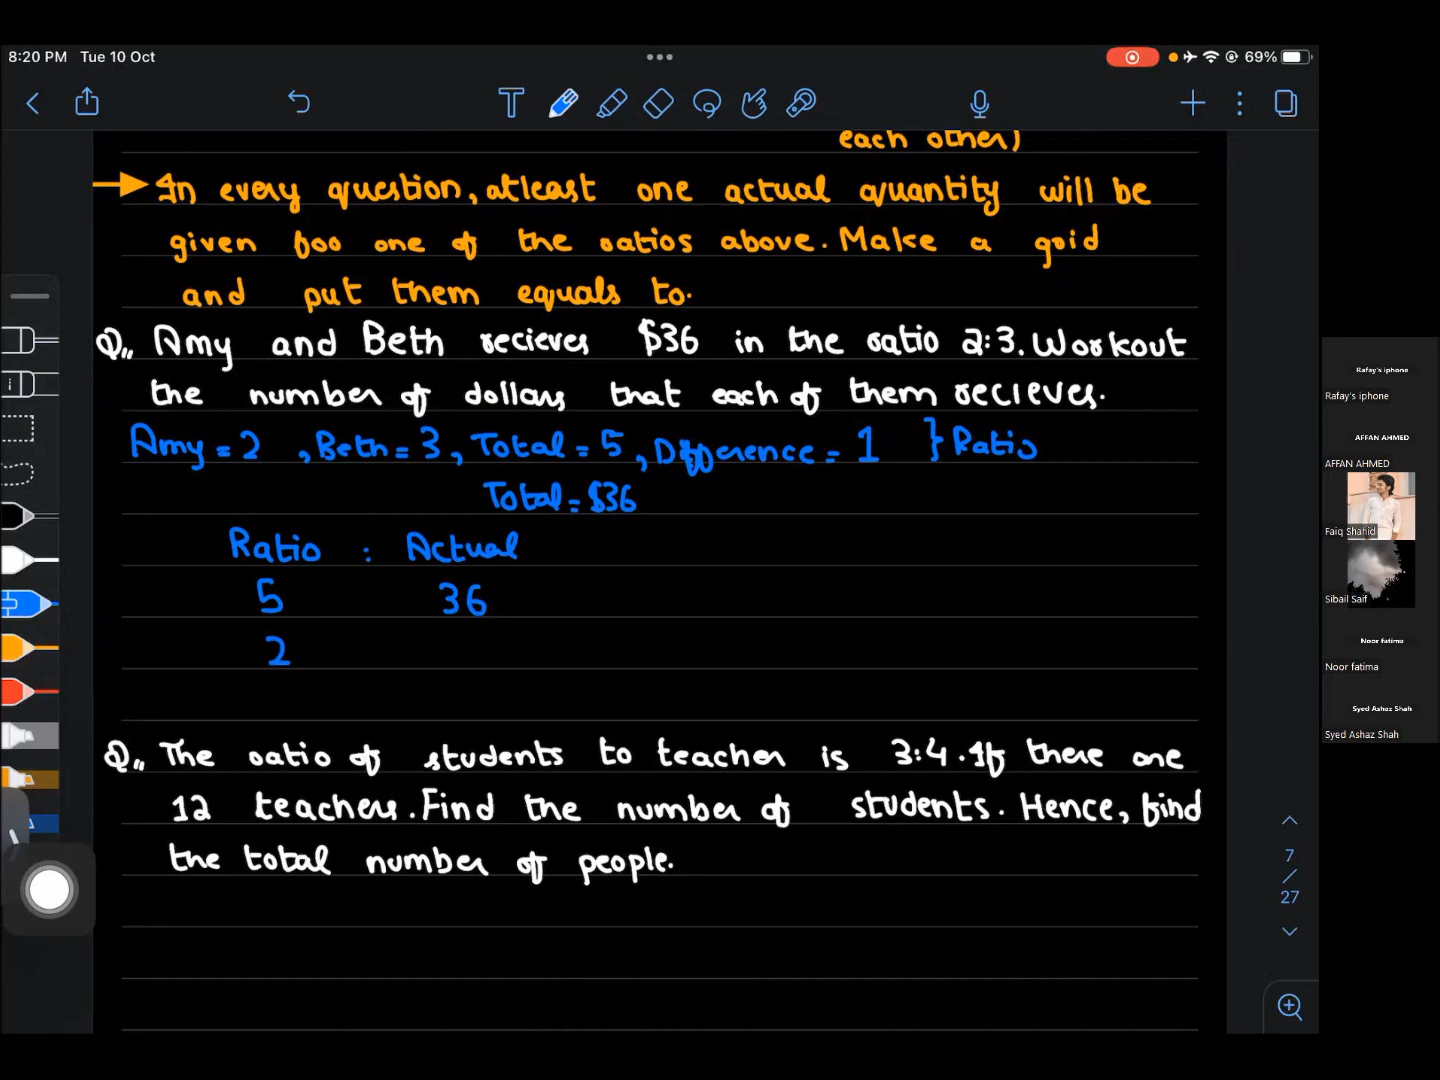 8:20 PM Tue 10 Oct
69%
each other)
In every question, atleast one actual quantity will be
given for one of the ratios above. Make a grid
and put them equals to.
Q,, Amy and Beth recieves $36 in the ratio 2:3. Workout
the number of dollars that each of them recieves.
Amy = 2 , Beth = 3, Total = 5, Difference = 1 } Ratio
Total = $36
Ratio : Actual
5 36
2
Q,, The ratio of students to teacher is 3:4. If there are
12 teachers. Find the number of students. Hence, find
the total number of people.
7
/
27
Rafay's iphone
Rafay's iphone
AFFAN AHMED
AFFAN AHMED
Faiq Shahid
Sibail Saif
Noor fatima
Noor fatima
Syed Ashaz Shah
Syed Ashaz Shah